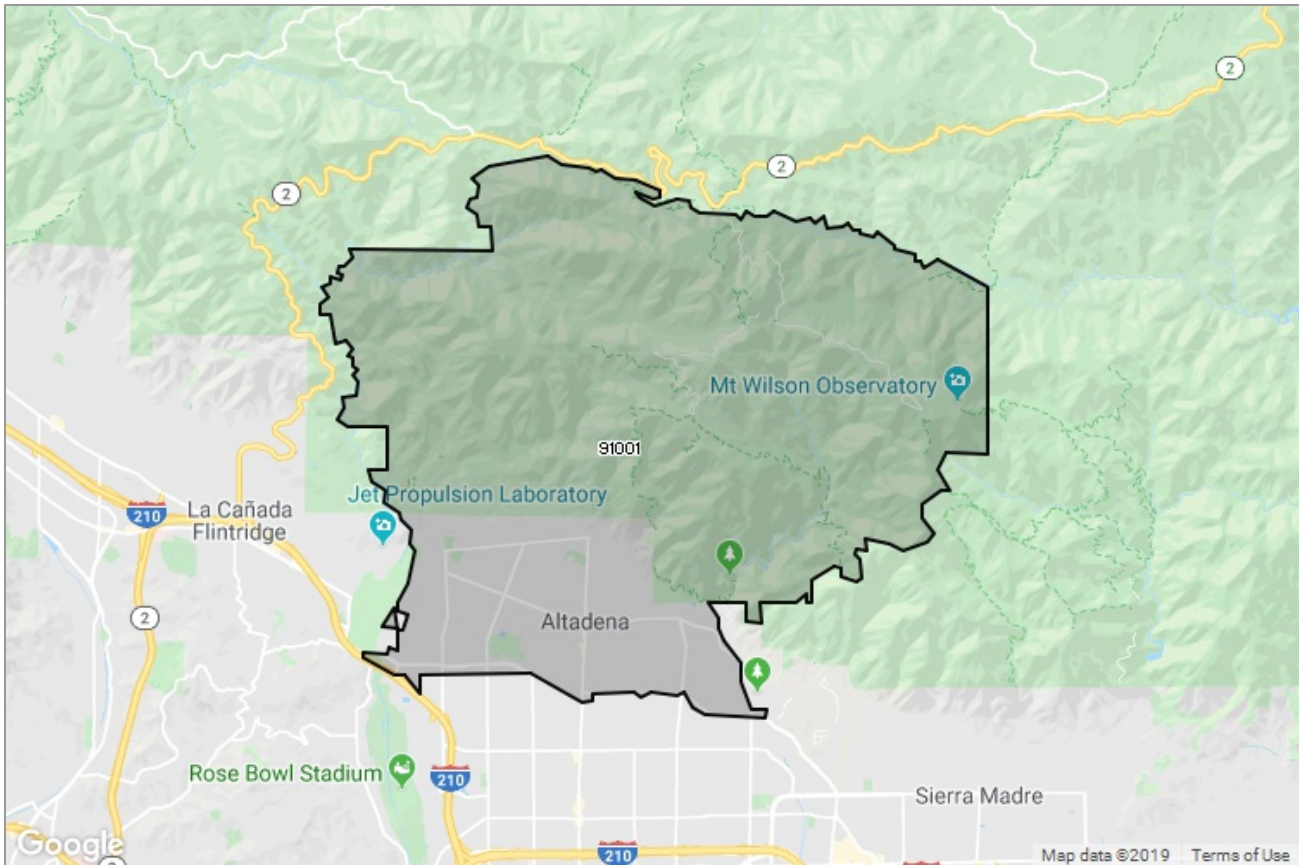 2
2
2
Mt Wilson Observatory
91001
Jet Propulsion Laboratory
La Cañada
Flintridge
210
2
Altadena
Rose Bowl Stadium
210
Sierra Madre
Google
210
Map data ©2019
Terms of Use